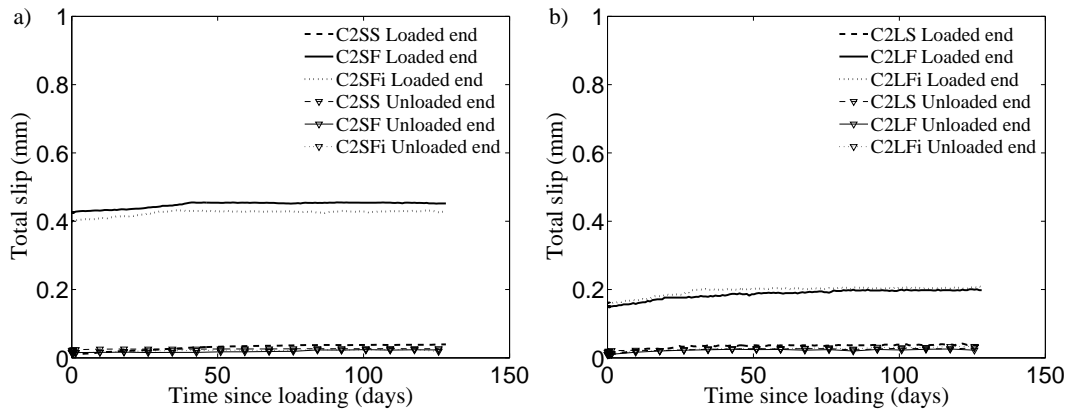 a)
1
0.8
0.6
0.4
0.2
0
Total slip (mm)
C2SS Loaded end
C2SF Loaded end
C2SFi Loaded end
C2SS Unloaded end
C2SF Unloaded end
C2SFi Unloaded end
0 50 100 150
Time since loading (days)
b)
1
0.8
0.6
0.4
0.2
0
Total slip (mm)
C2LS Loaded end
C2LF Loaded end
C2LFi Loaded end
C2LS Unloaded end
C2LF Unloaded end
C2LFi Unloaded end
0 50 100 150
Time since loading (days)